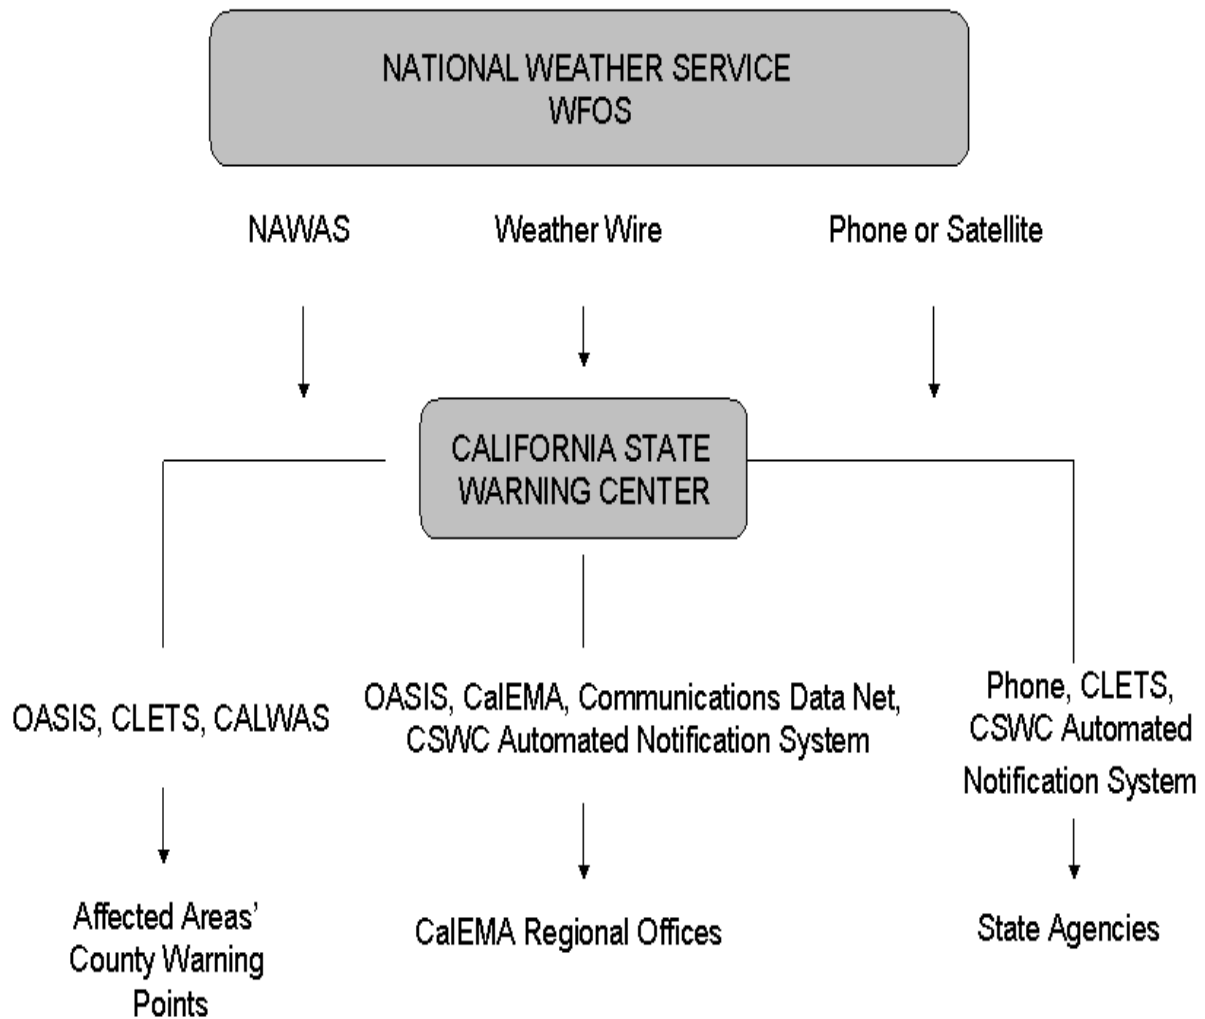 NATIONAL WEATHER SERVICE
WFOS
NAWAS
Weather Wire
Phone or Satellite
CALIFORNIA STATE
WARNING CENTER
OASIS, CLETS, CALWAS
OASIS, CalEMA, Communications Data Net,
CSWC Automated Notification System
Phone, CLETS,
CSWC Automated
Notification System
Affected Areas’
County Warning
Points
CalEMA Regional Offices
State Agencies